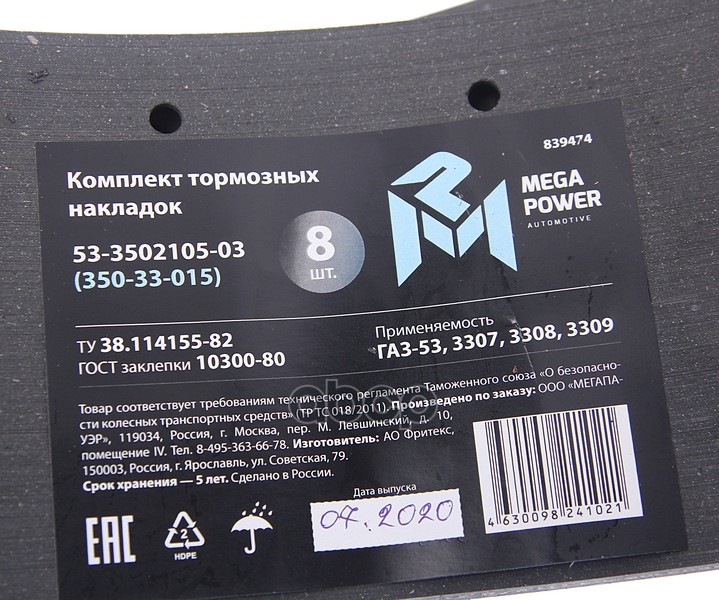 839474
Комплект тормозных
накладок
MEGA
POWER
AUTOMOTIVE
53-3502105-03
(350-33-015)
8
шт.
ТУ 38.114155-82
ГОСТ заклепки 10300-80
Применяемость
ГАЗ-53, 3307, 3308, 3309
Товар соответствует требованиям технического регламента Таможенного союза «О безопасно-
сти колесных транспортных средств» (ТР ТС 018/2011). Произведено по заказу: ООО «МЕГАПА-
УЭР», 119034, Россия, г. Москва, пер. М. Левшинский, д. 10,
помещение IV. Тел. 8-495-363-66-78. Изготовитель: АО Фритекс,
150003, Россия, г. Ярославль, ул. Советская, 79.
Срок хранения — 5 лет. Сделано в России.
Дата выпуска
07.2020
EAC
2
HDPE
4630098241021